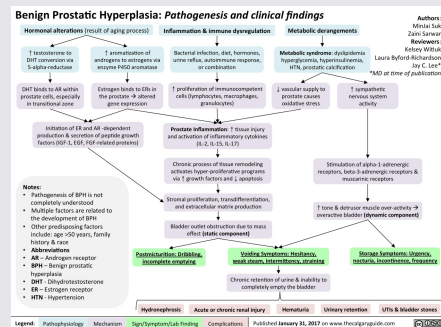 Benign Prostatic Hyperplasia: Pathogenesis and clinical findings
Authors:
MinJai Suk
Zaini Sarwar
Reviewers:
Kelsey Witiuk
Laura Byford-Richardson
Jay C. Lee*
*MD at time of publication
Hormonal alterations (result of aging process)
Inflammation & immune dysregulation
Metabolic derangements
↑ testosterone to
DHT conversion via
5-alpha-reductase
↑ aromatization of
androgens to estrogens via
enzyme P450 aromatase
Bacterial infection, diet, hormones,
urine reflux, autoimmune response,
or combination
Metabolic syndrome: dyslipidemia
hyperglycemia, hyperinsulinemia,
HTN, prostatic calcification
DHT binds to AR within
prostate cells, especially
in transitional zone
Estrogen binds to ERs in
the prostate → altered
gene expression
↑ proliferation of immunocompetent
cells (lymphocytes, macrophages,
granulocytes)
↓ vascular supply to
prostate causes
oxidative stress
↑ sympathetic
nervous system
activity
Initiation of ER and AR -dependent
production & secretion of peptide growth
factors (IGF-1, EGF, FGF-related proteins)
Prostate inflammation: ↑ tissue injury
and activation of inflammatory cytokines
(IL-2, IL-15, IL-17)
Chronic process of tissue remodeling
activates hyper-proliferative programs
via ↑ growth factors and ↓ apoptosis
Stimulation of alpha-1-adrenergic
receptors, beta-3-adrenergic receptors &
muscarinic receptors
Stromal proliferation, transdifferentiation,
and extracellular matrix production
↑ tone & detrusor muscle over-activity →
overactive bladder (dynamic component)
Bladder outlet obstruction due to mass
effect (static component)
Notes:
• Pathogenesis of BPH is not
completely understood
• Multiple factors are related to
the development of BPH
• Other predisposing factors
include: age >50 years, family
history & race
• Abbreviations
• AR – Androgen receptor
• BPH – Benign prostatic
hyperplasia
• DHT - Dihydrotestosterone
• ER – Estrogen receptor
• HTN - Hypertension
Postmicturition: Dribbling,
incomplete emptying
Voiding Symptoms: Hesitancy,
weak steam, intermittency, straining
Storage Symptoms: Urgency,
nocturia, incontinence, frequency
Chronic retention of urine & inability to
completely empty the bladder
Hydronephrosis
Acute or chronic renal injury
Hematuria
Urinary retention
UTIs & bladder stones
Legend:
Pathophysiology
Mechanism
Sign/Symptom/Lab Finding
Complications
Published January 31, 2017 on www.thecalgaryguide.com